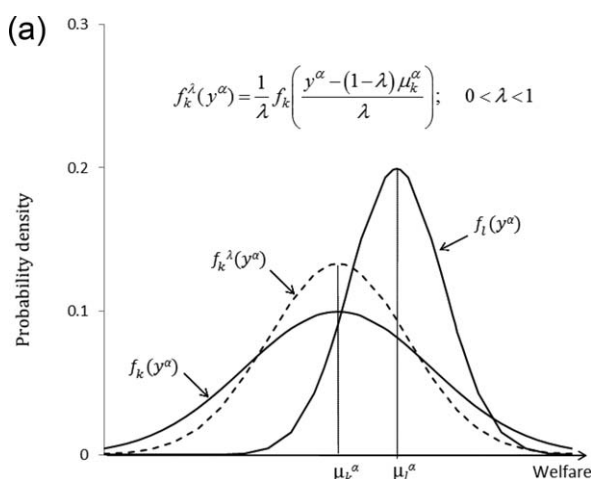 (a)
0.3
f_k^λ(y^α) = 1/λ f_k( (y^α − (1−λ) μ_k^α) / λ );   0 < λ < 1
0.2
f_l(y^α)
f_k^λ(y^α)
Probability density
0.1
f_k(y^α)
0
μ_k^α μ_l^α Welfare